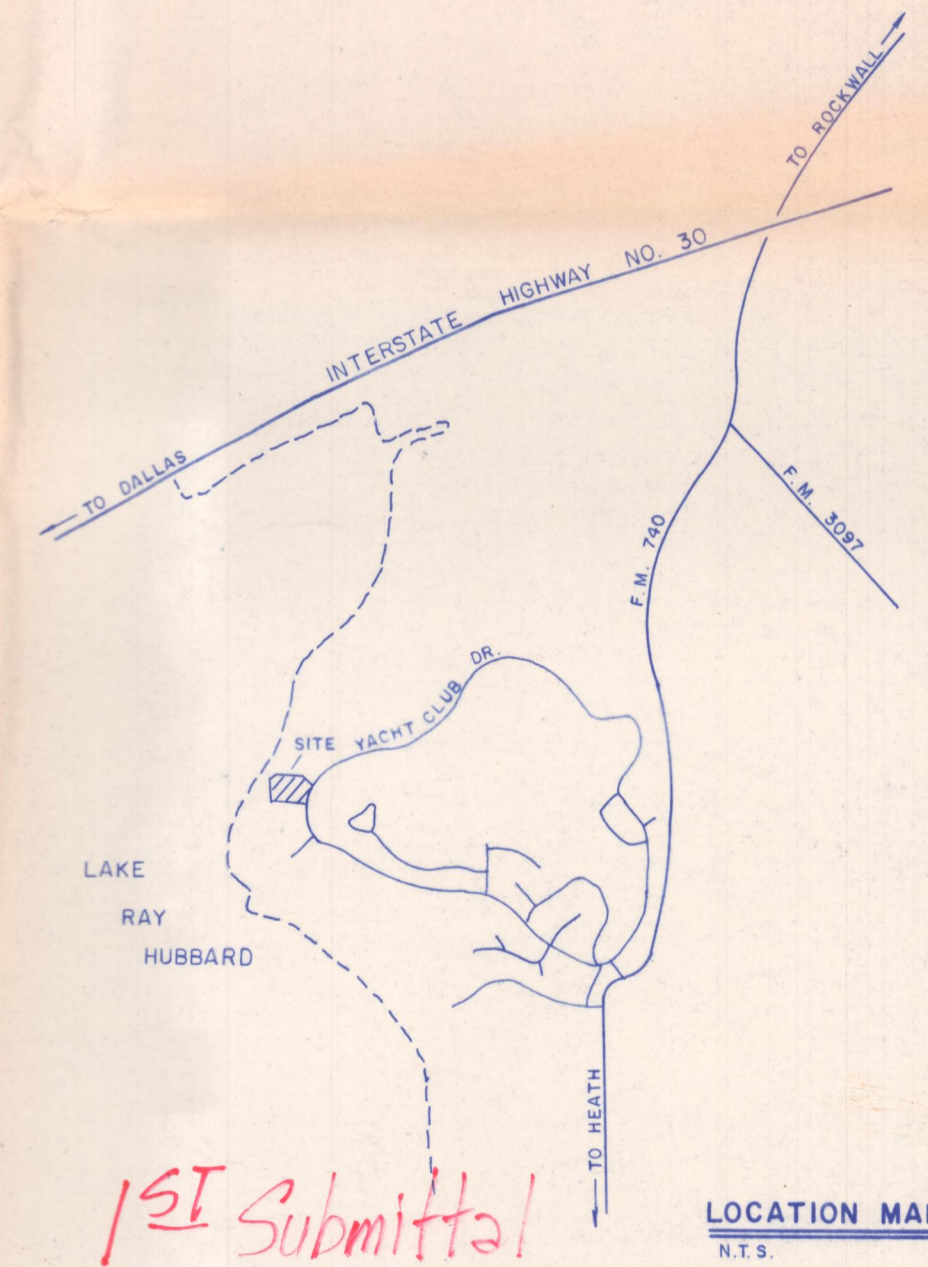 TO ROCKWALL
INTERSTATE HIGHWAY NO. 30
TO DALLAS
F. M. 3097
F. M. 740
SITE
YACHT CLUB DR.
LAKE
RAY
HUBBARD
TO HEATH
1ST Submittal
LOCATION
N.T.S.